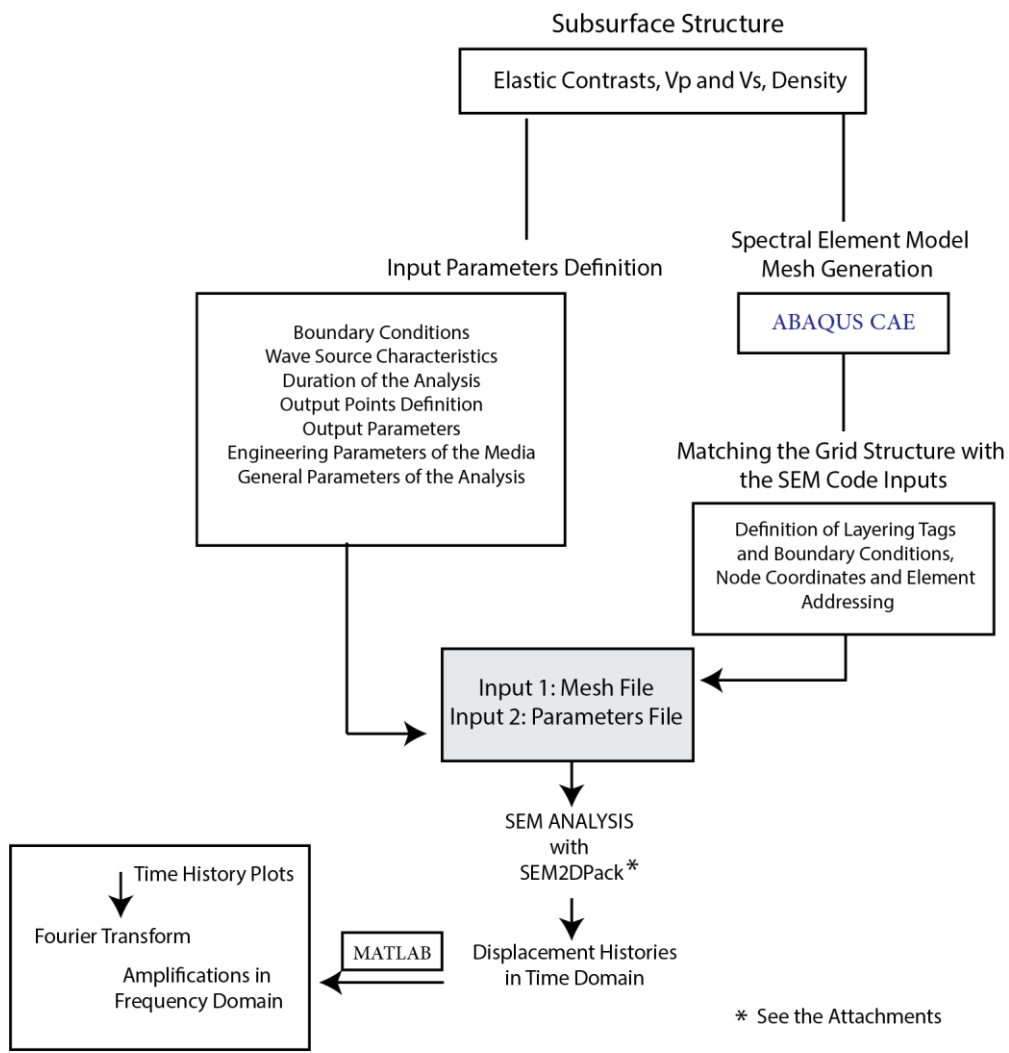 Subsurface Structure
Elastic Contrasts, Vp and Vs, Density
Input Parameters Definition
Boundary Conditions
Wave Source Characteristics
Duration of the Analysis
Output Points Definition
Output Parameters
Engineering Parameters of the Media
General Parameters of the Analysis
Spectral Element Model
Mesh Generation
ABAQUS CAE
Matching the Grid Structure with
the SEM Code Inputs
Definition of Layering Tags
and Boundary Conditions,
Node Coordinates and Element
Addressing
Input 1: Mesh File
Input 2: Parameters File
SEM ANALYSIS
with
SEM2DPack*
Displacement Histories
in Time Domain
MATLAB
Time History Plots
Fourier Transform
Amplifications in
Frequency Domain
* See the Attachments